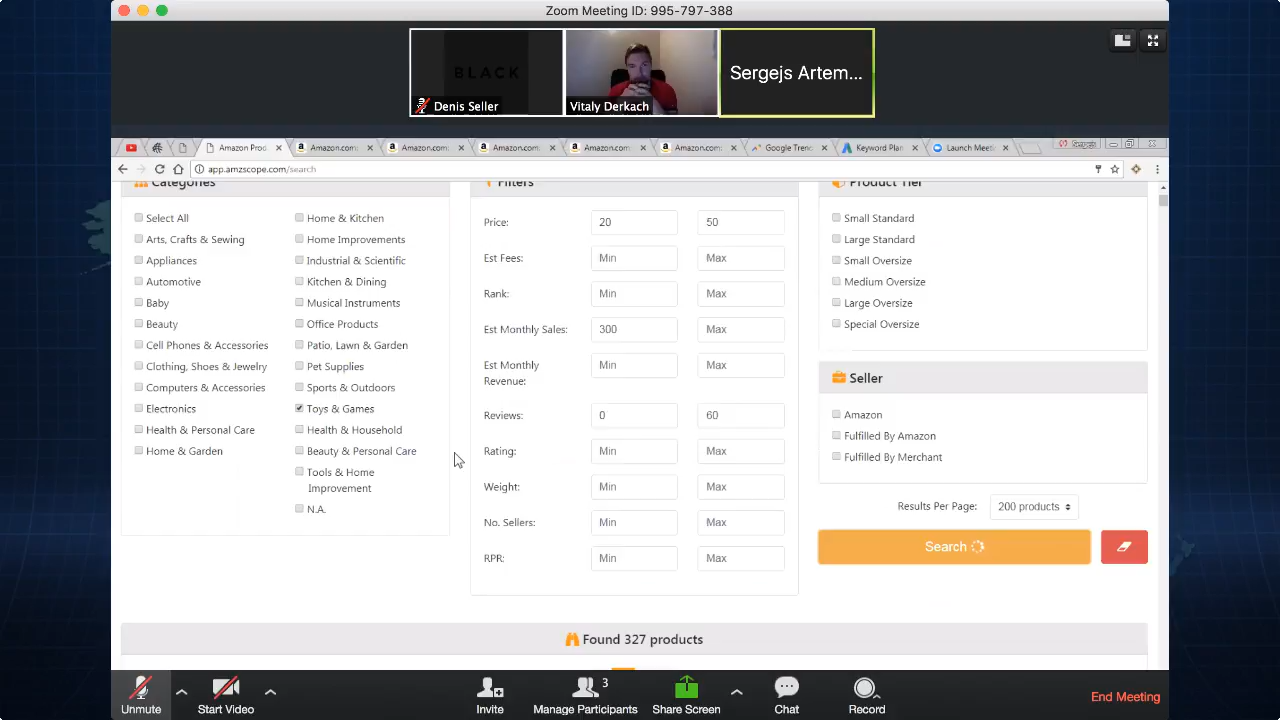 Zoom Meeting ID: 995-797-388
BLACK
Denis Seller
Vitaly Derkach
Sergejs Artem...
Amazon Prod
Amazon.com:
Amazon.com:
Amazon.com:
Amazon.com:
Amazon.com:
Google Trend
Keyword Plan
Launch Meeti
Sergejs
app.amzscope.com/search
Categories
Select All
Arts, Crafts & Sewing
Appliances
Automotive
Baby
Beauty
Cell Phones & Accessories
Clothing, Shoes & Jewelry
Computers & Accessories
Electronics
Health & Personal Care
Home & Garden
Home & Kitchen
Home Improvements
Industrial & Scientific
Kitchen & Dining
Musical Instruments
Office Products
Patio, Lawn & Garden
Pet Supplies
Sports & Outdoors
Toys & Games
Health & Household
Beauty & Personal Care
Tools & Home
Improvement
N.A.
Filters
Price: 20 50
Est Fees: Min Max
Rank: Min Max
Est Monthly Sales: 300 Max
Est Monthly Min Max
Revenue:
Reviews: 0 60
Rating: Min Max
Weight: Min Max
No. Sellers: Min Max
RPR: Min Max
Product Tier
Small Standard
Large Standard
Small Oversize
Medium Oversize
Large Oversize
Special Oversize
Seller
Amazon
Fulfilled By Amazon
Fulfilled By Merchant
Results Per Page: 200 products
Search
Found 327 products
Unmute
Start Video
Invite
3
Manage Participants
Share Screen
Chat
Record
End Meeting